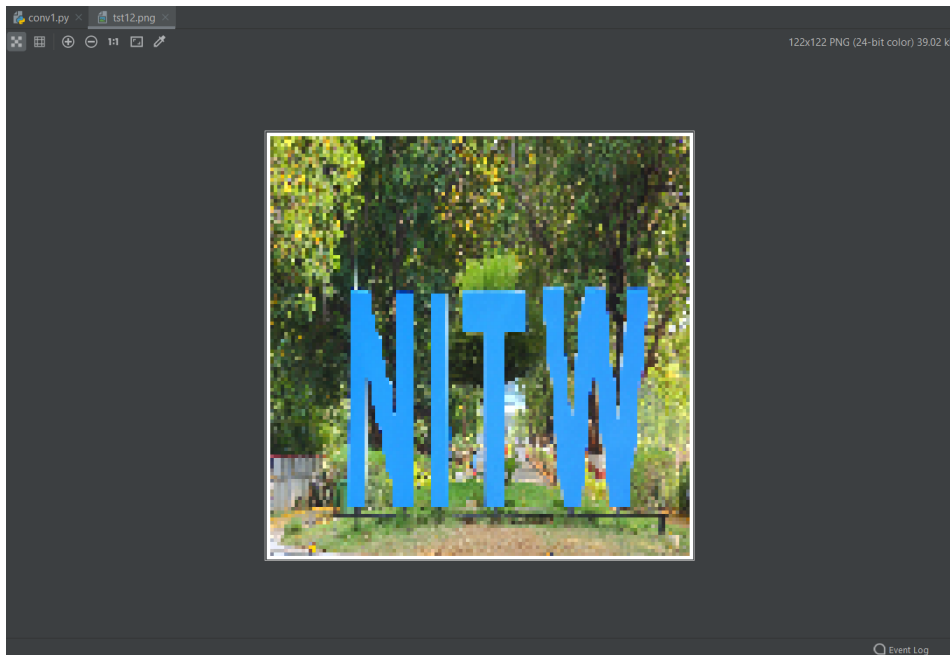 conv1.py tst12.png
1:1 122x122 PNG (24-bit color) 39.02 k
NITW
Event Log